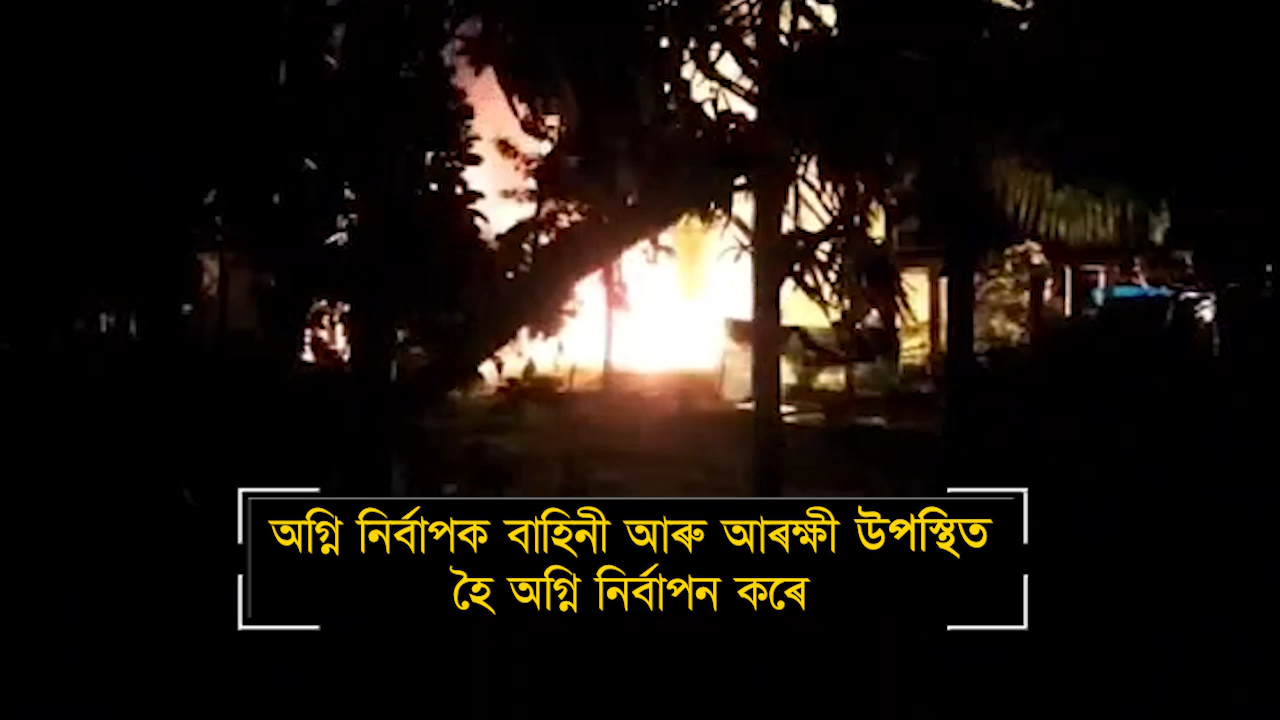 অগ্নি নিৰ্বাপক বাহিনী আৰু আৰক্ষী উপস্থিত
হৈ অগ্নি নিৰ্বাপন কৰে